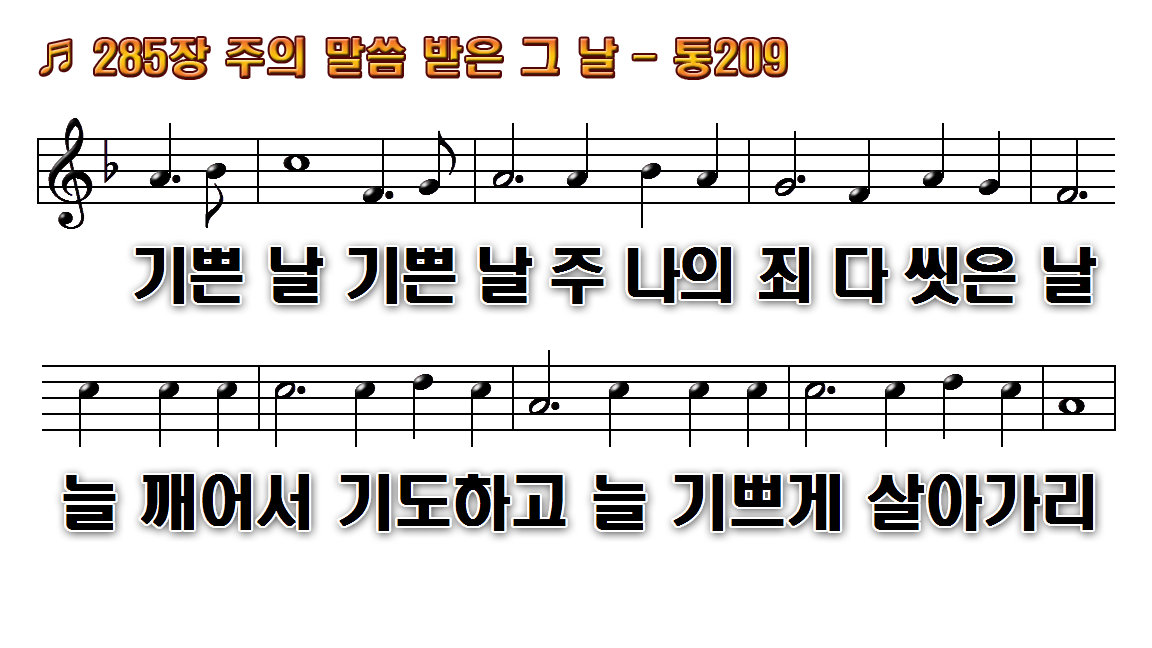 ♬ 285장 주의 말씀 받은 그 날 - 통209
기쁜 날 기쁜 날 주 나의 죄 다 씻은 날
늘 깨어서 기도하고 늘 기쁘게 살아가리